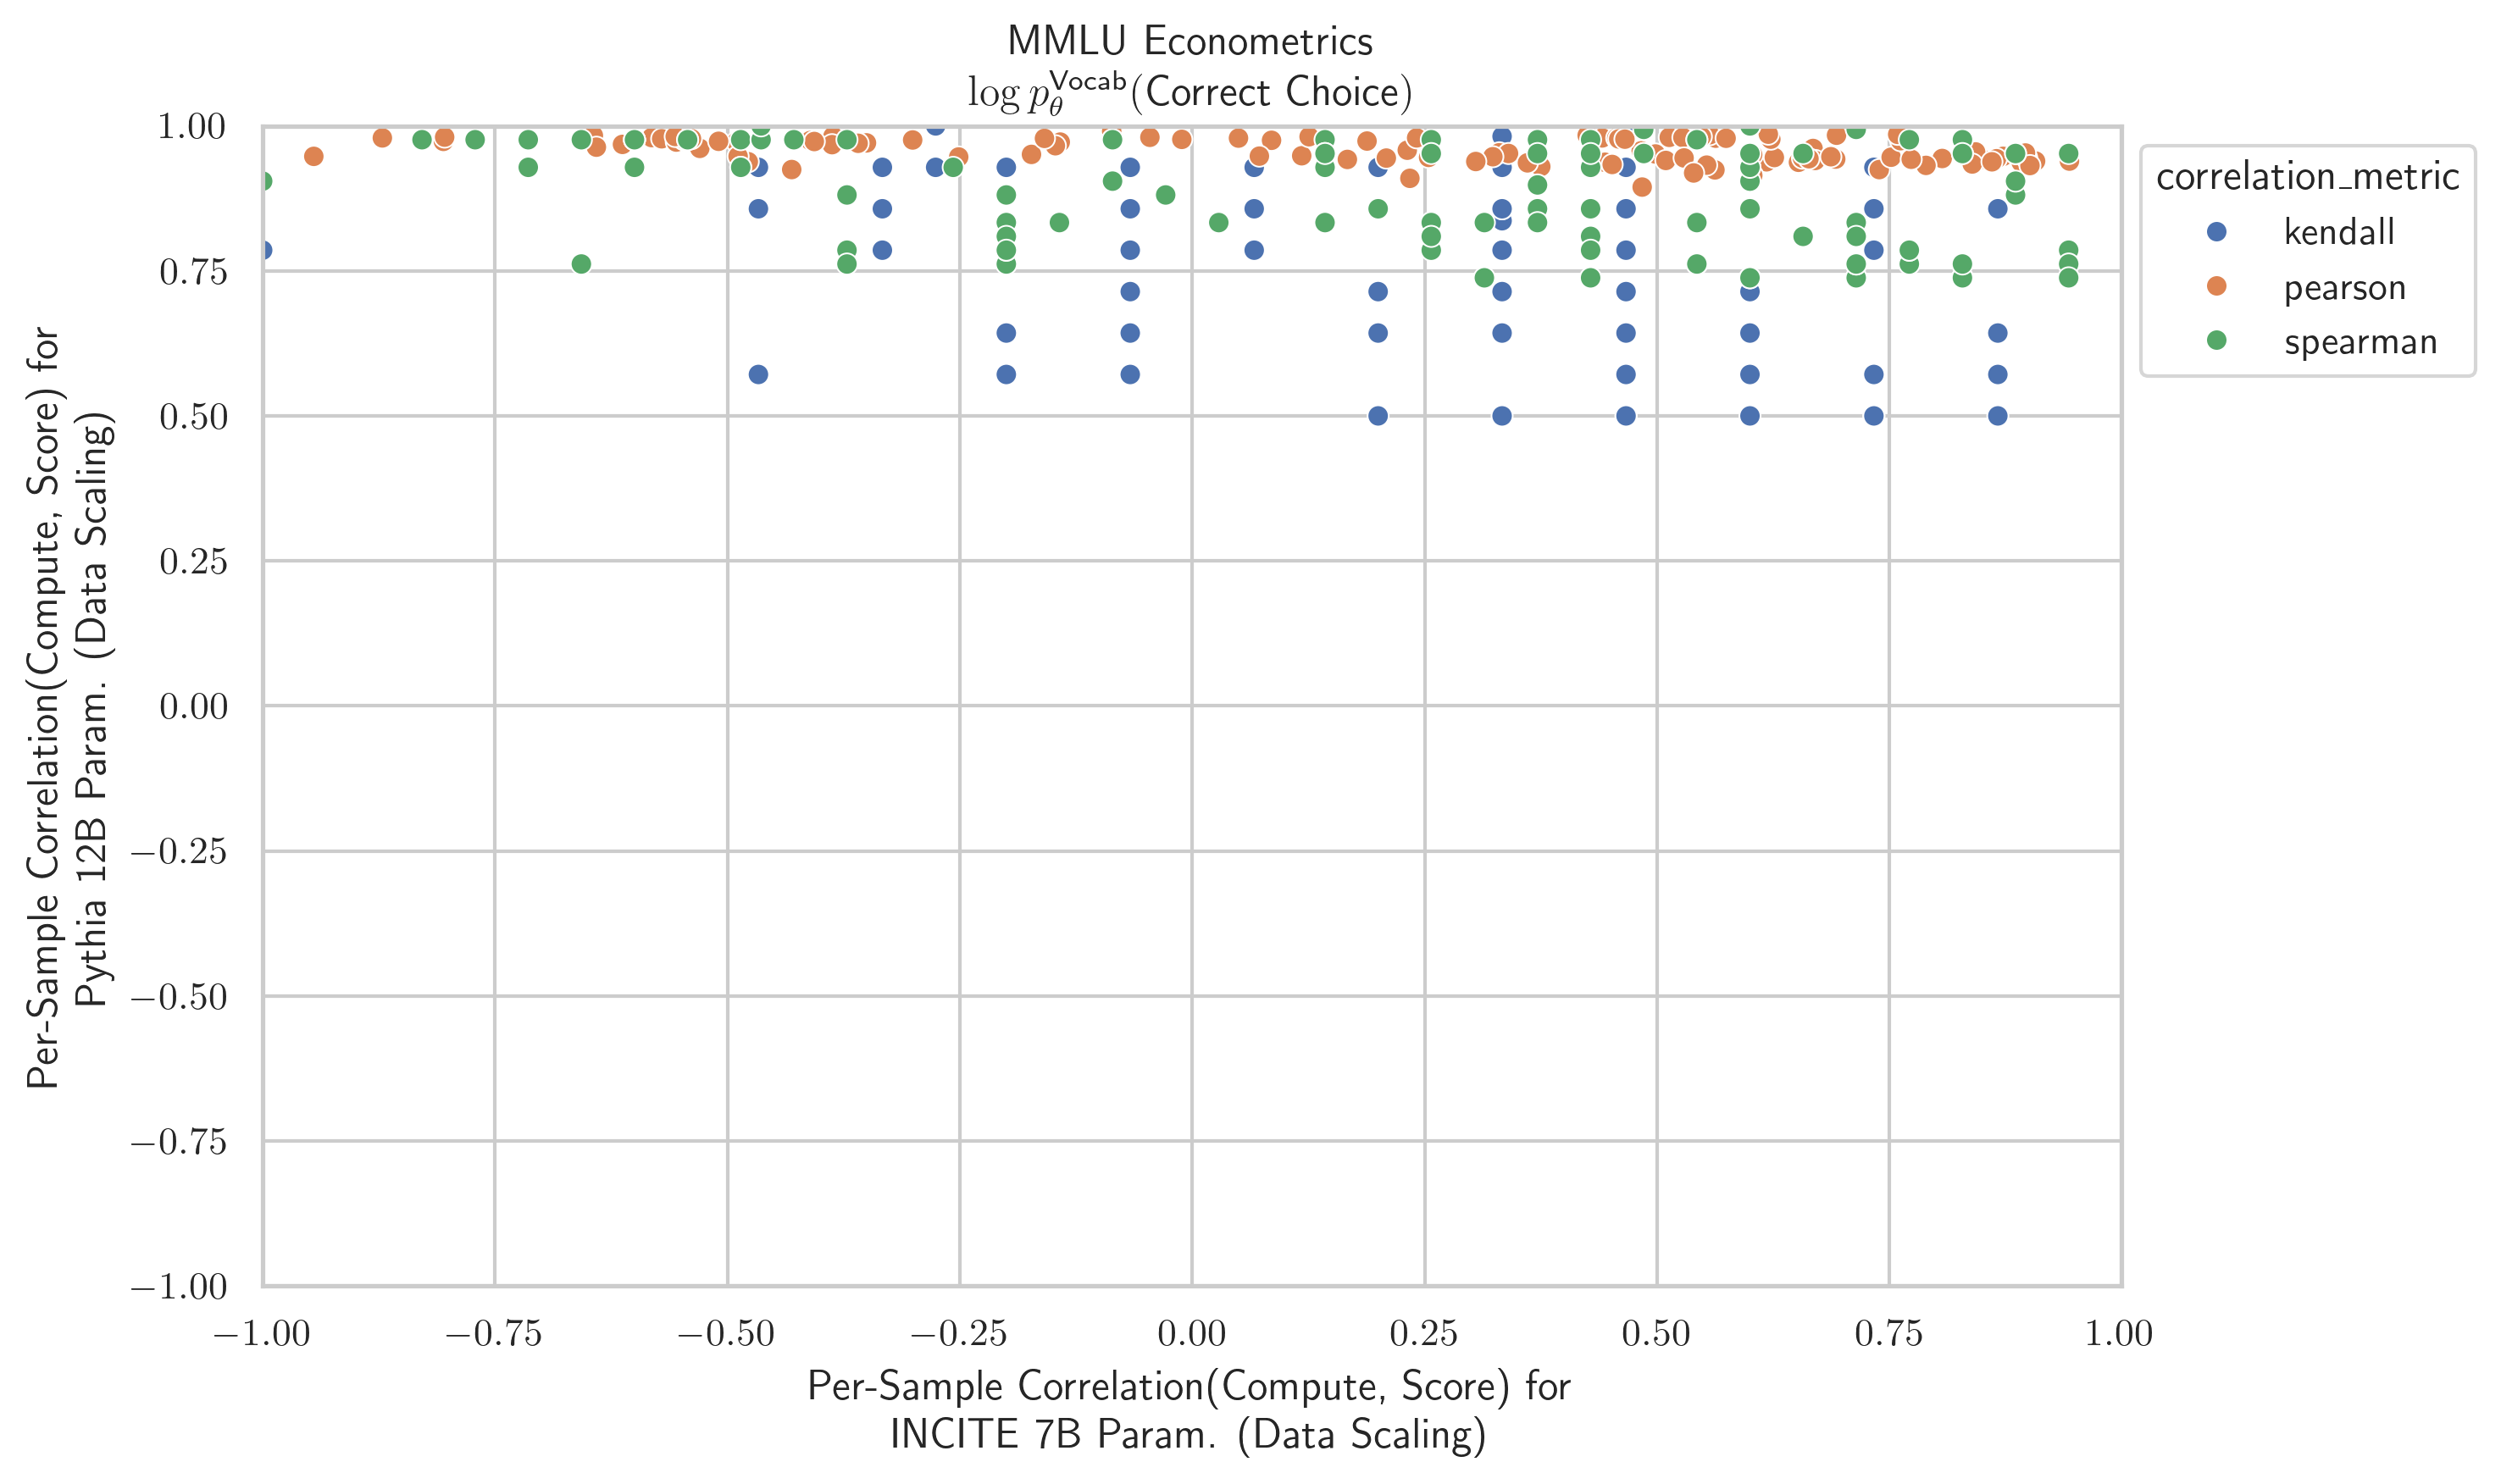 MMLU Econometrics
log p_θ^Vocab(Correct Choice)
1.00
0.75
0.50
0.25
0.00
−0.25
−0.50
−0.75
−1.00
Per-Sample Correlation(Compute, Score) for
Pythia 12B Param. (Data Scaling)
−1.00 −0.75 −0.50 −0.25 0.00 0.25 0.50 0.75 1.00
Per-Sample Correlation(Compute, Score) for
INCITE 7B Param. (Data Scaling)
correlation_metric
kendall
pearson
spearman